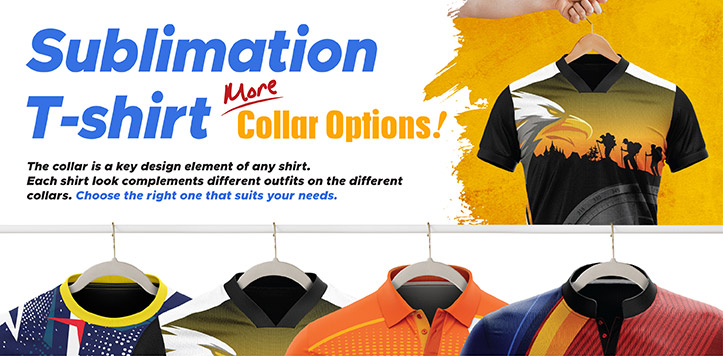 Sublimation
T-shirt
More
Collar Options!
The collar is a key design element of any shirt.
Each shirt look complements different outfits on the different
collars. Choose the right one that suits your needs.